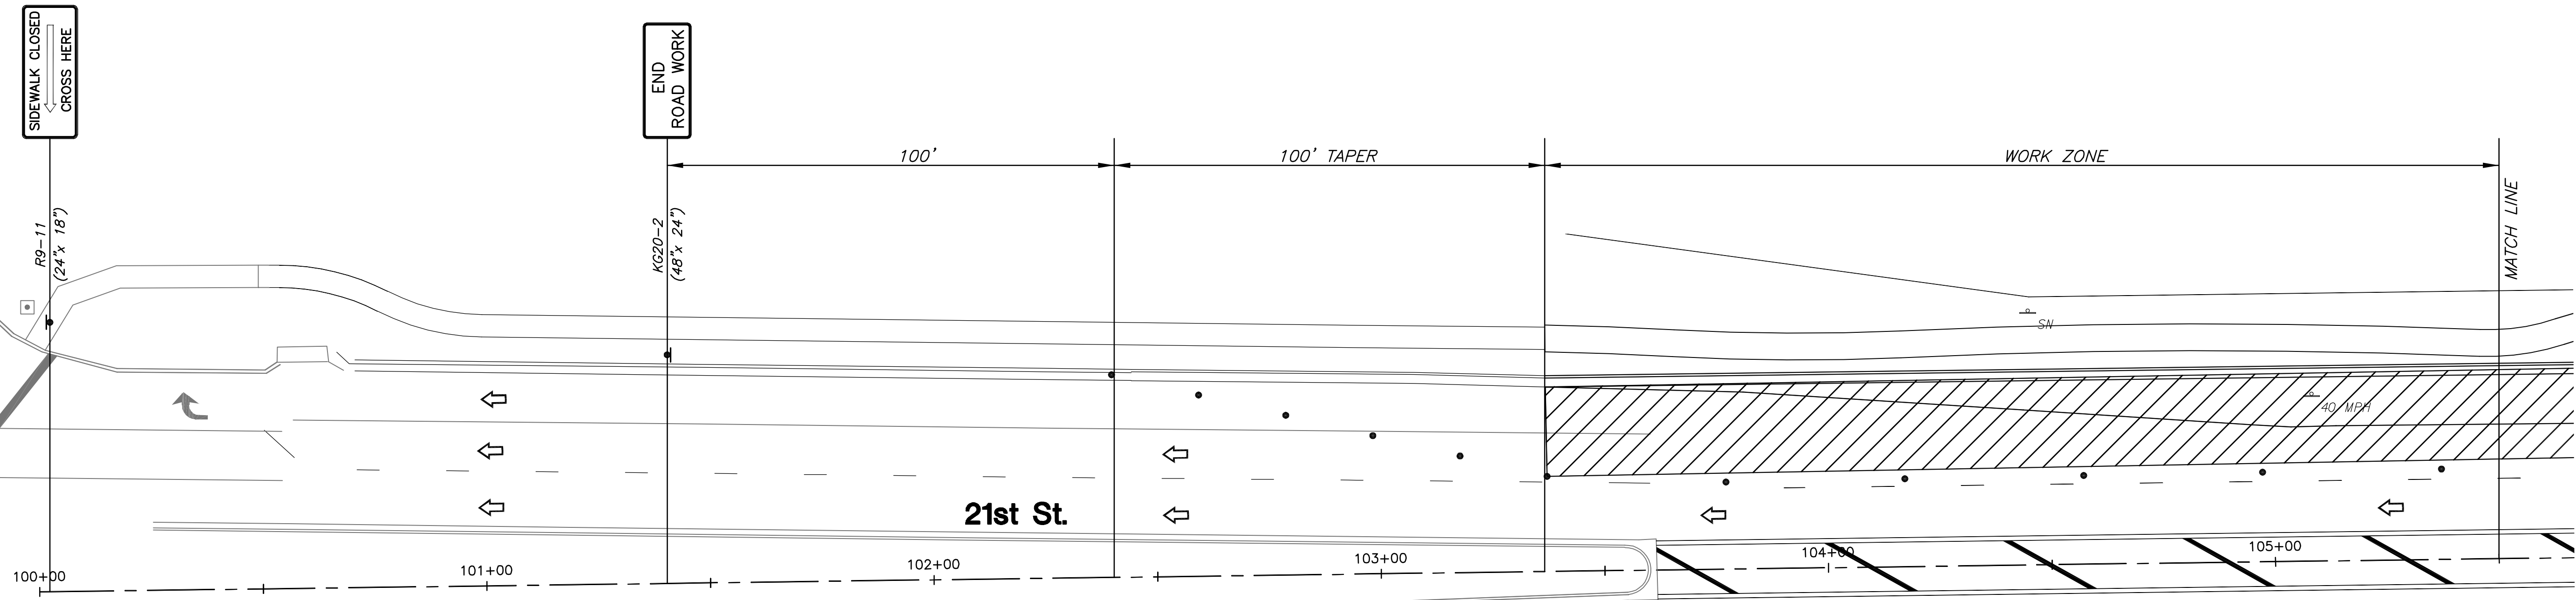 SIDEWALK CLOSED
CROSS HERE
END
ROAD WORK
100'
100' TAPER
WORK ZONE
MATCH LINE
R9-11
(24"x 18")
KG20-2
(48"x 24")
SN
40 MPH
21st St.
100+00
101+00
102+00
103+00
104+00
105+00